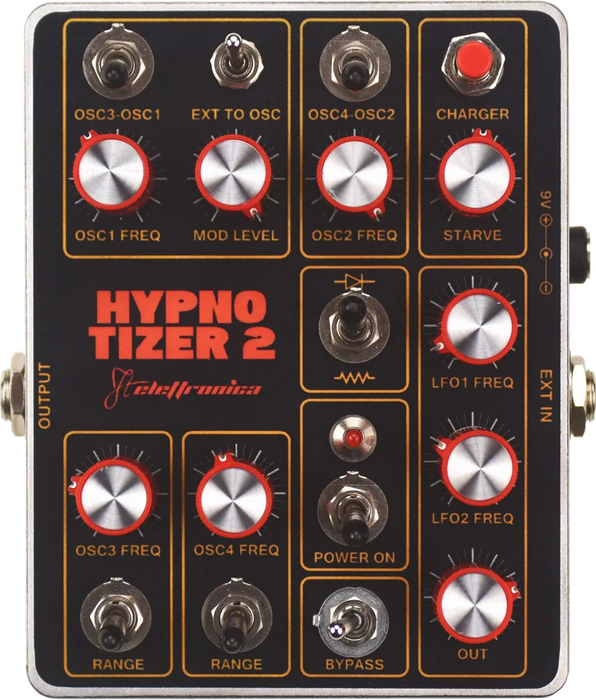 OSC3-OSC1
EXT TO OSC
OSC4-OSC2
CHARGER
OSC1 FREQ
MOD LEVEL
OSC2 FREQ
STARVE
9V
HYPNO
TIZER 2
JFelettronica
OUTPUT
LFO1 FREQ
EXT IN
LFO2 FREQ
OSC3 FREQ
OSC4 FREQ
POWER ON
OUT
RANGE
RANGE
BYPASS